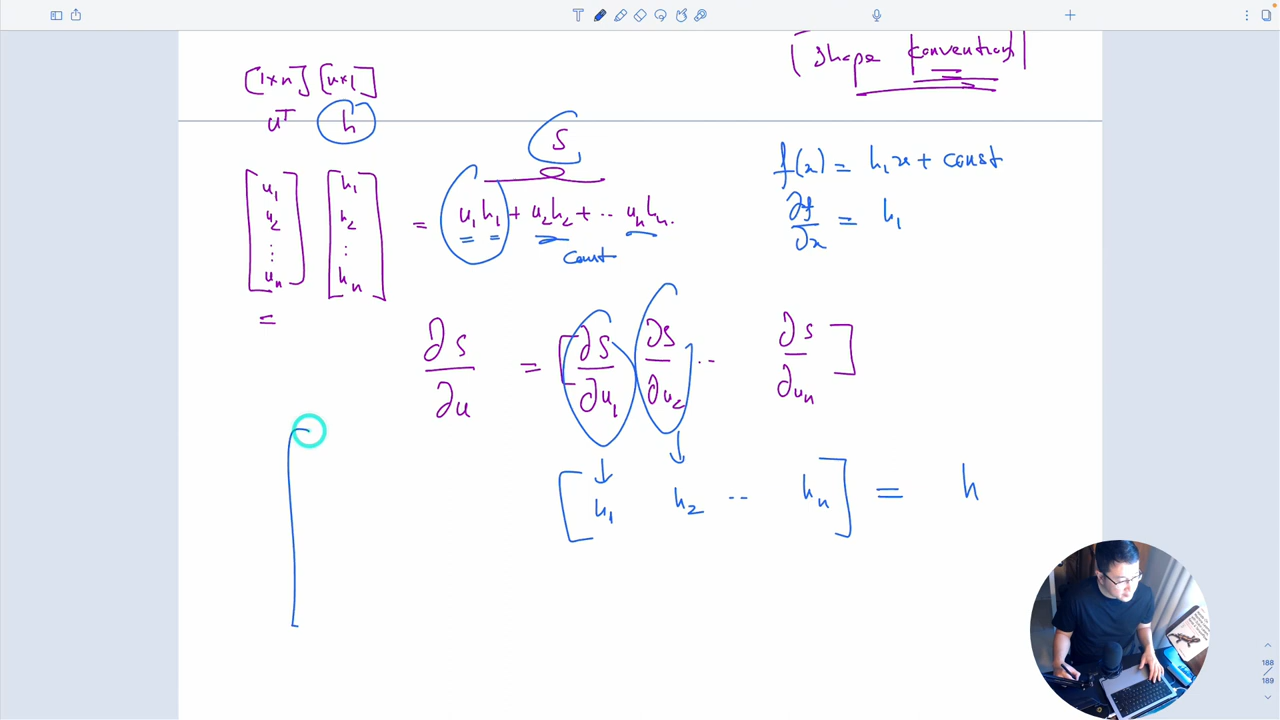 (shape convention)
[1×n] [n×1]
uᵀ h
S
f(x) = h₁x + const
[u₁ u₂ ⋮ uₙ] [h₁ h₂ ⋮ hₙ] = u₁h₁ + u₂h₂ + ·· uₙhₙ.
∂f/∂x = h₁
const
=
∂s/∂u = [∂s/∂u₁ ∂s/∂u₂ ·· ∂s/∂uₙ]
↓ ↓
[h₁ h₂ -- hₙ] = h
188
/
189